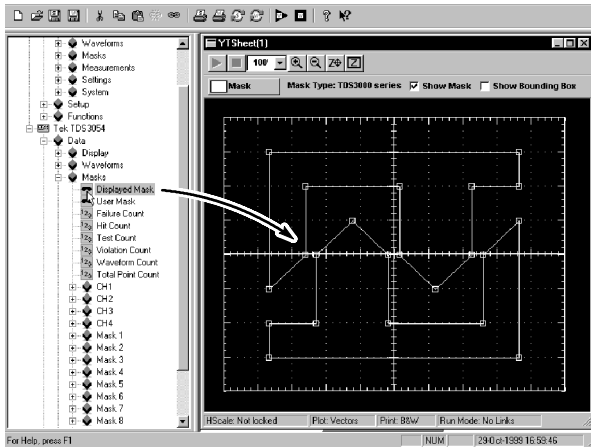 Waveforms
Masks
Measurements
Settings
System
Setup
Functions
Tek TDS3054
Data
Display
Waveforms
Masks
Displayed Mask
User Mask
Failure Count
Hit Count
Test Count
Violation Count
Waveform Count
Total Point Count
CH1
CH2
CH3
CH4
Mask 1
Mask 2
Mask 3
Mask 4
Mask 5
Mask 6
Mask 7
Mask 8
YTSheet(1)
100
Mask
Mask Type: TDS3000 series
Show Mask
Show Bounding Box
HScale: Not locked
Plot: Vectors
Print: B&W
Run Mode: No Links
For Help, press F1
NUM
29-Oct-1999 16:59:46